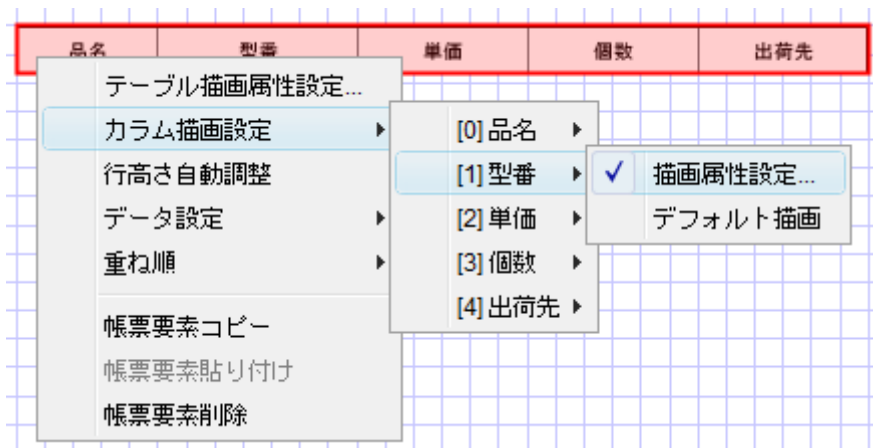 品名 型番 単価 個数 出荷先
テーブル描画属性設定...
カラム描画設定
行高さ自動調整
データ設定
重ね順
帳票要素コピー
帳票要素貼り付け
帳票要素削除
[0] 品名
[1] 型番
[2] 単価
[3] 個数
[4] 出荷先
描画属性設定...
デフォルト描画